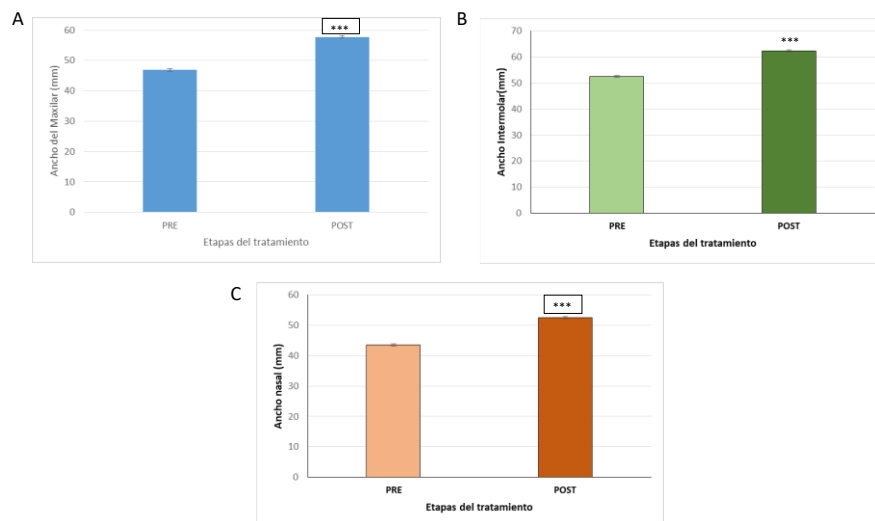 A
Ancho del Maxilar (mm)
60
50
40
30
20
10
0
***
PRE
POST
Etapas del tratamiento
B
Ancho Intermolar(mm)
70
60
50
40
30
20
10
0
***
PRE
POST
Etapas del tratamiento
C
Ancho nasal (mm)
60
50
40
30
20
10
0
***
PRE
POST
Etapas del tratamiento